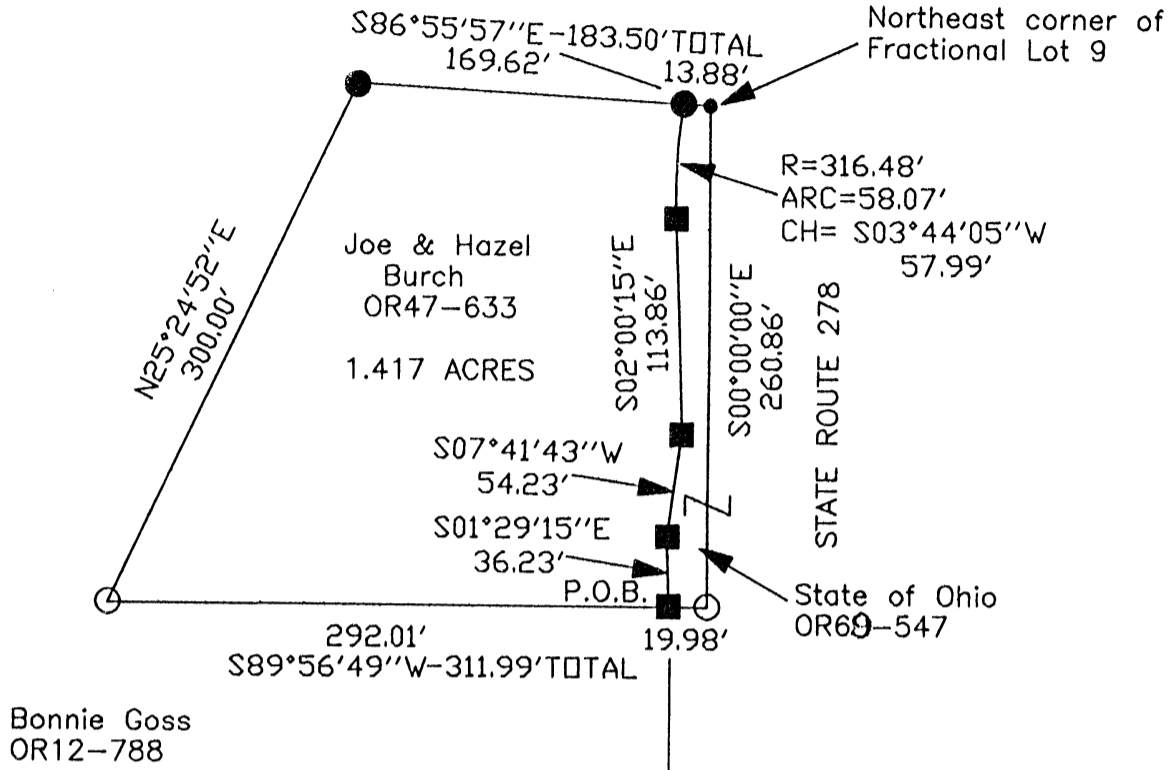 S86°55'57''E-183.50'TOTAL
169.62'
13.88'
Northeast corner of
Fractional Lot 9
R=316.48'
ARC=58.07'
CH= S03°44'05''W
57.99'
N25°24'52''E
300.00'
Joe & Hazel
Burch
OR47-633
1.417 ACRES
S02°00'15''E
113.86'
S00°00'00''E
260.86'
STATE ROUTE 278
S07°41'43''W
54.23'
S01°29'15''E
36.23'
P.O.B.
State of Ohio
OR69-547
292.01'
19.98'
S89°56'49''W-311.99'TOTAL
Bonnie Goss
OR12-788